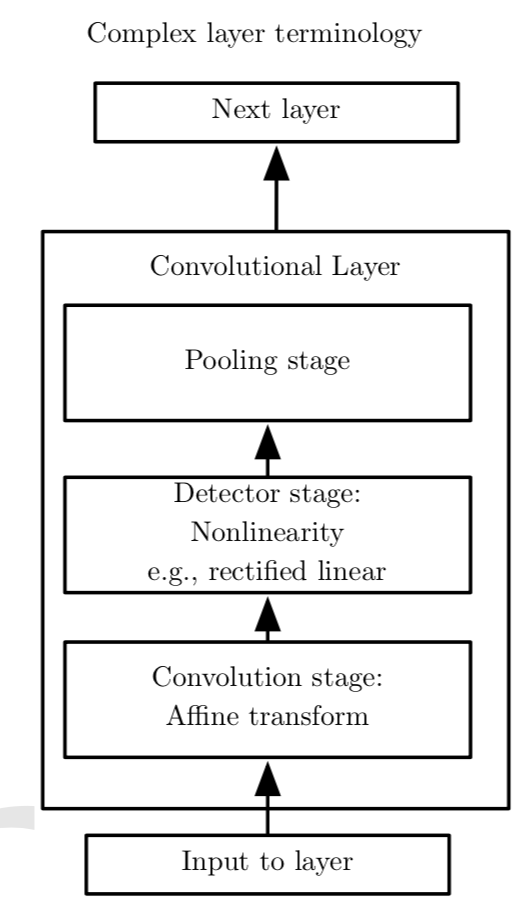 Complex layer terminology
Next layer
Convolutional Layer
Pooling stage
Detector stage:
Nonlinearity
e.g., rectified linear
Convolution stage:
Affine transform
Input to layer